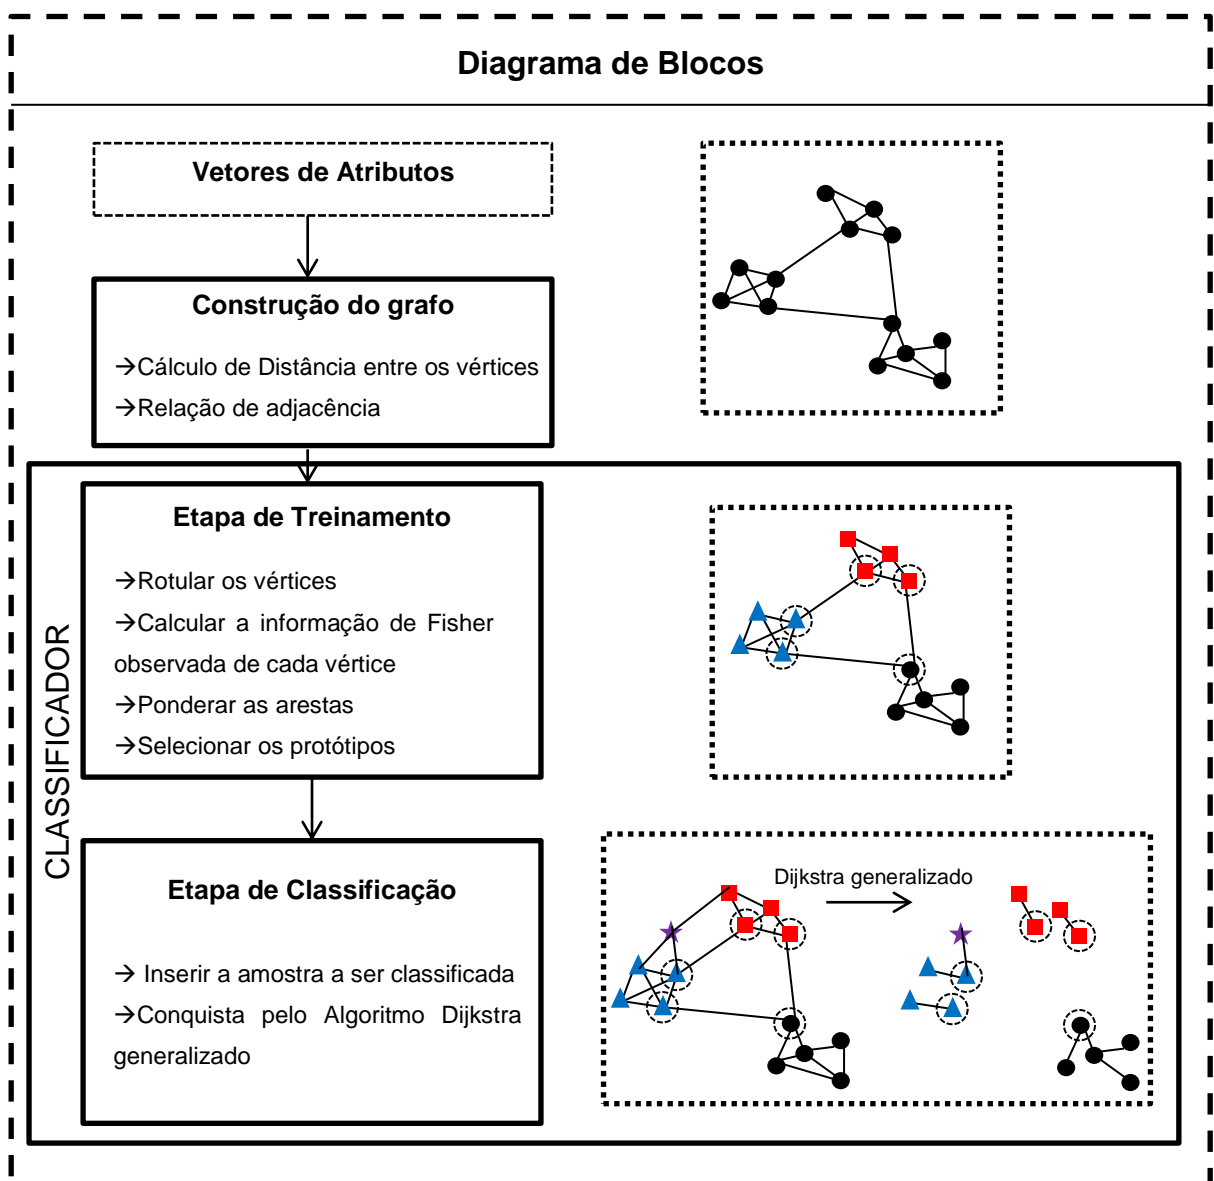 Diagrama de Blocos
Vetores de Atributos
Construção do grafo
→Cálculo de Distância entre os vértices
→Relação de adjacência
CLASSIFICADOR
Etapa de Treinamento
→Rotular os vértices
→Calcular a informação de Fisher
observada de cada vértice
→Ponderar as arestas
→Selecionar os protótipos
Etapa de Classificação
→ Inserir a amostra a ser classificada
→Conquista pelo Algoritmo Dijkstra
generalizado
Dijkstra generalizado